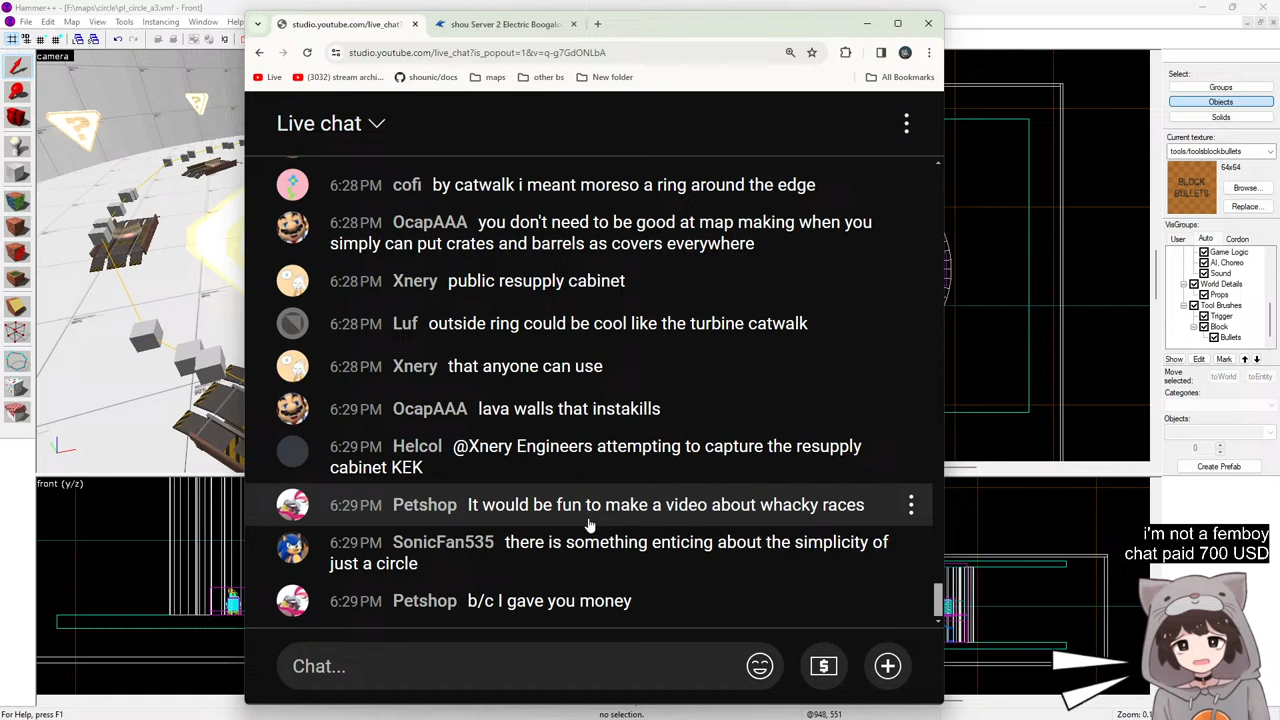 Hammer++ - [F:\maps\circle\pl_circle_a3.vmf - Front]
File Edit Map View Tools Instancing
camera
studio.youtube.com/live_chat?
shou Server 2 Electric Boogalo
studio.youtube.com/live_chat?is_popout=1&v=q-g7GdONLbA
Live
(3032) stream archi...
shounic/docs
maps
other bs
New folder
All Bookmarks
Live chat
6:28 PM cofi by catwalk i meant moreso a ring around the edge
6:28 PM OcapAAA you don't need to be good at map making when you
simply can put crates and barrels as covers everywhere
6:28 PM Xnery public resupply cabinet
6:28 PM Luf outside ring could be cool like the turbine catwalk
6:28 PM Xnery that anyone can use
6:29 PM OcapAAA lava walls that instakills
6:29 PM Helcol @Xnery Engineers attempting to capture the resupply
cabinet KEK
6:29 PM Petshop It would be fun to make a video about whacky races
6:29 PM SonicFan535 there is something enticing about the simplicity of
just a circle
6:29 PM Petshop b/c I gave you money
Chat...
Select:
Groups
Objects
Solids
Current texture:
tools/toolsblockbullets
64x64
BLOCK
BULLETS
Browse...
Replace...
VisGroups:
User Auto Cordon
Game Logic
AI, Choreo
Sound
World Details
Props
Tool Brushes
Trigger
Block
Bullets
Show Edit Mark
Move
selected:
toWorld
toEntity
Categories:
Objects:
0
Create Prefab
front (y/z)
i'm not a femboy
chat paid 700 USD
For Help, press F1
no selection.
@948, 551
Zoom: 0.1